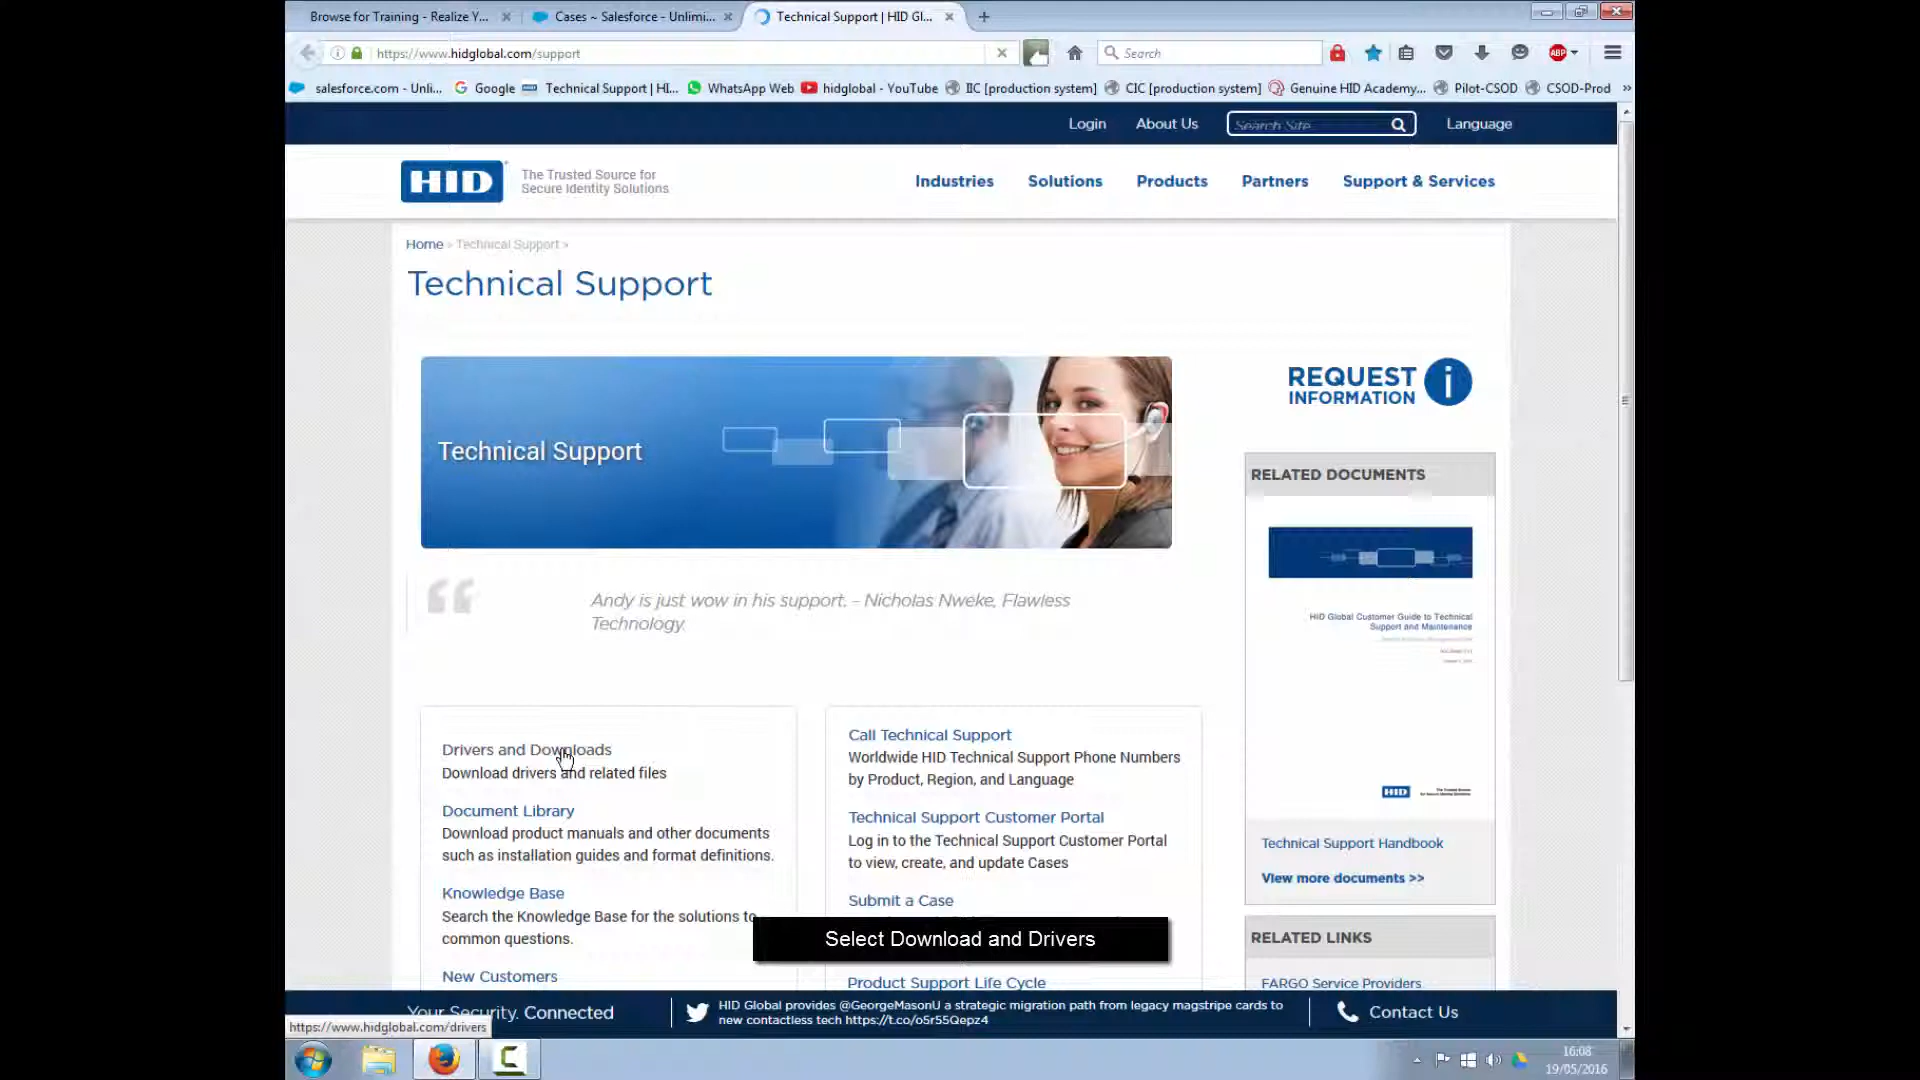 Browse for Training - Realize Y...
Cases ~ Salesforce - Unlimi...
Technical Support | HID Gl...
https://www.hidglobal.com/support
Search
ABP
salesforce.com - Unli...
Google
Technical Support | HI...
WhatsApp Web
hidglobal - YouTube
IIC [production system]
CIC [production system]
Genuine HID Academy...
Pilot-CSOD
CSOD-Prod
Login
About Us
Search Site
Language
HID
The Trusted Source for
Secure Identity Solutions
Industries
Solutions
Products
Partners
Support & Services
Home » Technical Support »
Technical Support
Technical Support
REQUEST
INFORMATION
Andy is just wow in his support. - Nicholas Nweke, Flawless
Technology.
Drivers and Downloads
Download drivers and related files
Document Library
Download product manuals and other documents
such as installation guides and format definitions.
Knowledge Base
Search the Knowledge Base for the solutions to
common questions.
New Customers
Call Technical Support
Worldwide HID Technical Support Phone Numbers
by Product, Region, and Language
Technical Support Customer Portal
Log in to the Technical Support Customer Portal
to view, create, and update Cases
Submit a Case
Product Support Life Cycle
RELATED DOCUMENTS
HID Global Customer Guide to Technical
Support and Maintenance
HID
Technical Support Handbook
View more documents >>
RELATED LINKS
FARGO Service Providers
Select Download and Drivers
Your Security. Connected
HID Global provides @GeorgeMasonU a strategic migration path from legacy magstripe cards to
new contactless tech https://t.co/o5r55Qepz4
Contact Us
https://www.hidglobal.com/drivers
16:08
19/05/2016